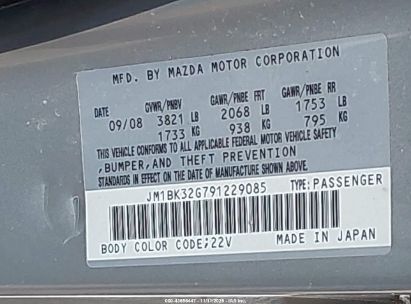 MFD. BY MAZDA MOTOR CORPORATION
DATE GVWR/PNBV GAWR/PNBE FRT GAWR/PNBE RR
09/08 3821 LB 2068 LB 1753 LB
1733 KG 938 KG 795 KG
THIS VEHICLE CONFORMS TO ALL APPLICABLE FEDERAL MOTOR VEHICLE SAFETY
,BUMPER,AND THEFT PREVENTION
STANDARDS IN EFFECT ON THE DATE OF MANUFACTURE SHOWN ABOVE.
JM1BK32G791229085 TYPE:PASSENGER
BODY COLOR CODE;22V MADE IN JAPAN